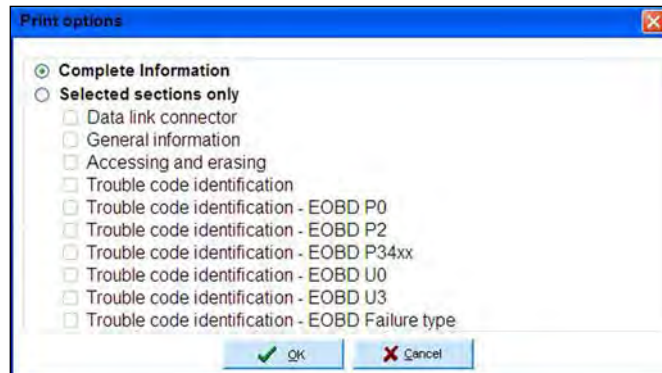 Print options
Complete Information
Selected sections only
Data link connector
General information
Accessing and erasing
Trouble code identification
Trouble code identification - EOBD P0
Trouble code identification - EOBD P2
Trouble code identification - EOBD P34xx
Trouble code identification - EOBD U0
Trouble code identification - EOBD U3
Trouble code identification - EOBD Failure type
OK Cancel